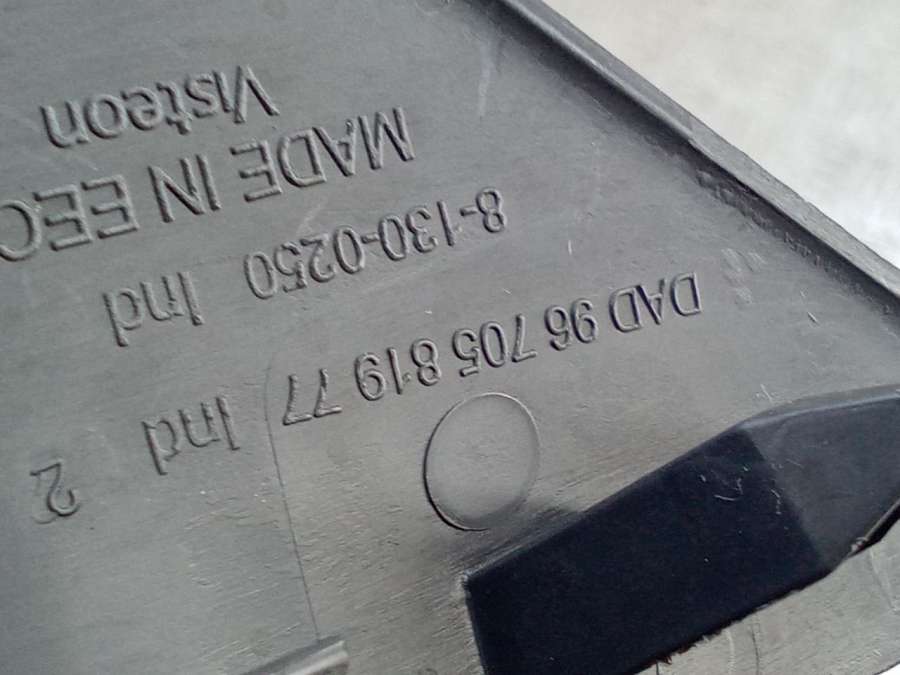 DAD 96 705 819 77 Ind 2
8-130-0250 Ind
MADE IN EEC
Visteon